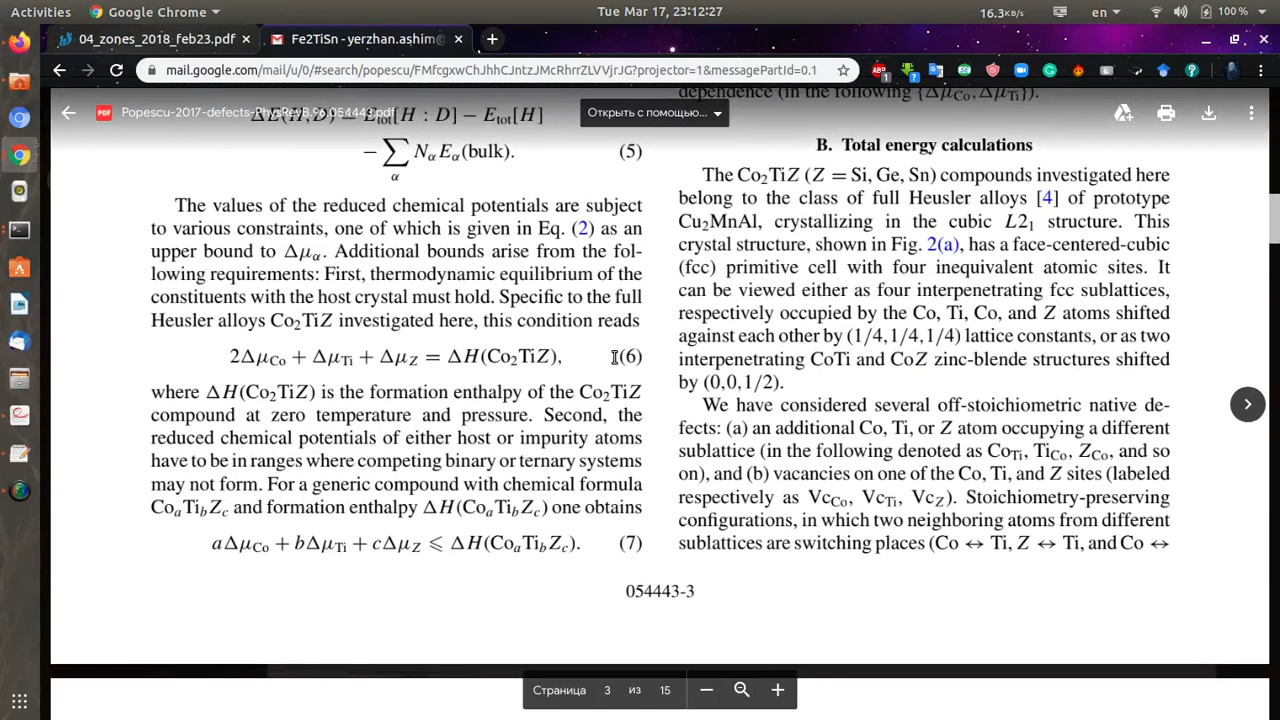 Activities Google Chrome Tue Mar 17, 23:12:27 16.3KB/s en 100 %
04_zones_2018_feb23.pdf Fe2TiSn - yerzhan.ashim@
mail.google.com/mail/u/0/#search/popescu/FMfcgxwChJhhCJntzJMcRhrrZLVVjrJG?projector=1&messagePartId=0.1
Popescu-2017-defects-PhysRevB.96.054443.pdf
Открыть с помощью...
ΔE(H,D) = E_tot[H : D] − E_tot[H]
− ∑_α N_αE_α(bulk). (5)
The values of the reduced chemical potentials are subject
to various constraints, one of which is given in Eq. (2) as an
upper bound to Δμ_α. Additional bounds arise from the fol-
lowing requirements: First, thermodynamic equilibrium of the
constituents with the host crystal must hold. Specific to the full
Heusler alloys Co₂TiZ investigated here, this condition reads
2Δμ_Co + Δμ_Ti + Δμ_Z = ΔH(Co₂TiZ), (6)
where ΔH(Co₂TiZ) is the formation enthalpy of the Co₂TiZ
compound at zero temperature and pressure. Second, the
reduced chemical potentials of either host or impurity atoms
have to be in ranges where competing binary or ternary systems
may not form. For a generic compound with chemical formula
Co_aTi_bZ_c and formation enthalpy ΔH(Co_aTi_bZ_c) one obtains
aΔμ_Co + bΔμ_Ti + cΔμ_Z ⩽ ΔH(Co_aTi_bZ_c). (7)
dependence (in the following {Δμ_Co,Δμ_Ti}).
B. Total energy calculations
The Co₂TiZ (Z = Si, Ge, Sn) compounds investigated here
belong to the class of full Heusler alloys [4] of prototype
Cu₂MnAl, crystallizing in the cubic L2₁ structure. This
crystal structure, shown in Fig. 2(a), has a face-centered-cubic
(fcc) primitive cell with four inequivalent atomic sites. It
can be viewed either as four interpenetrating fcc sublattices,
respectively occupied by the Co, Ti, Co, and Z atoms shifted
against each other by (1/4,1/4,1/4) lattice constants, or as two
interpenetrating CoTi and CoZ zinc-blende structures shifted
by (0,0,1/2).
We have considered several off-stoichiometric native de-
fects: (a) an additional Co, Ti, or Z atom occupying a different
sublattice (in the following denoted as Co_Ti, Ti_Co, Z_Co, and so
on), and (b) vacancies on one of the Co, Ti, and Z sites (labeled
respectively as Vc_Co, Vc_Ti, Vc_Z). Stoichiometry-preserving
configurations, in which two neighboring atoms from different
sublattices are switching places (Co ↔ Ti, Z ↔ Ti, and Co ↔
054443-3
Страница 3 из 15